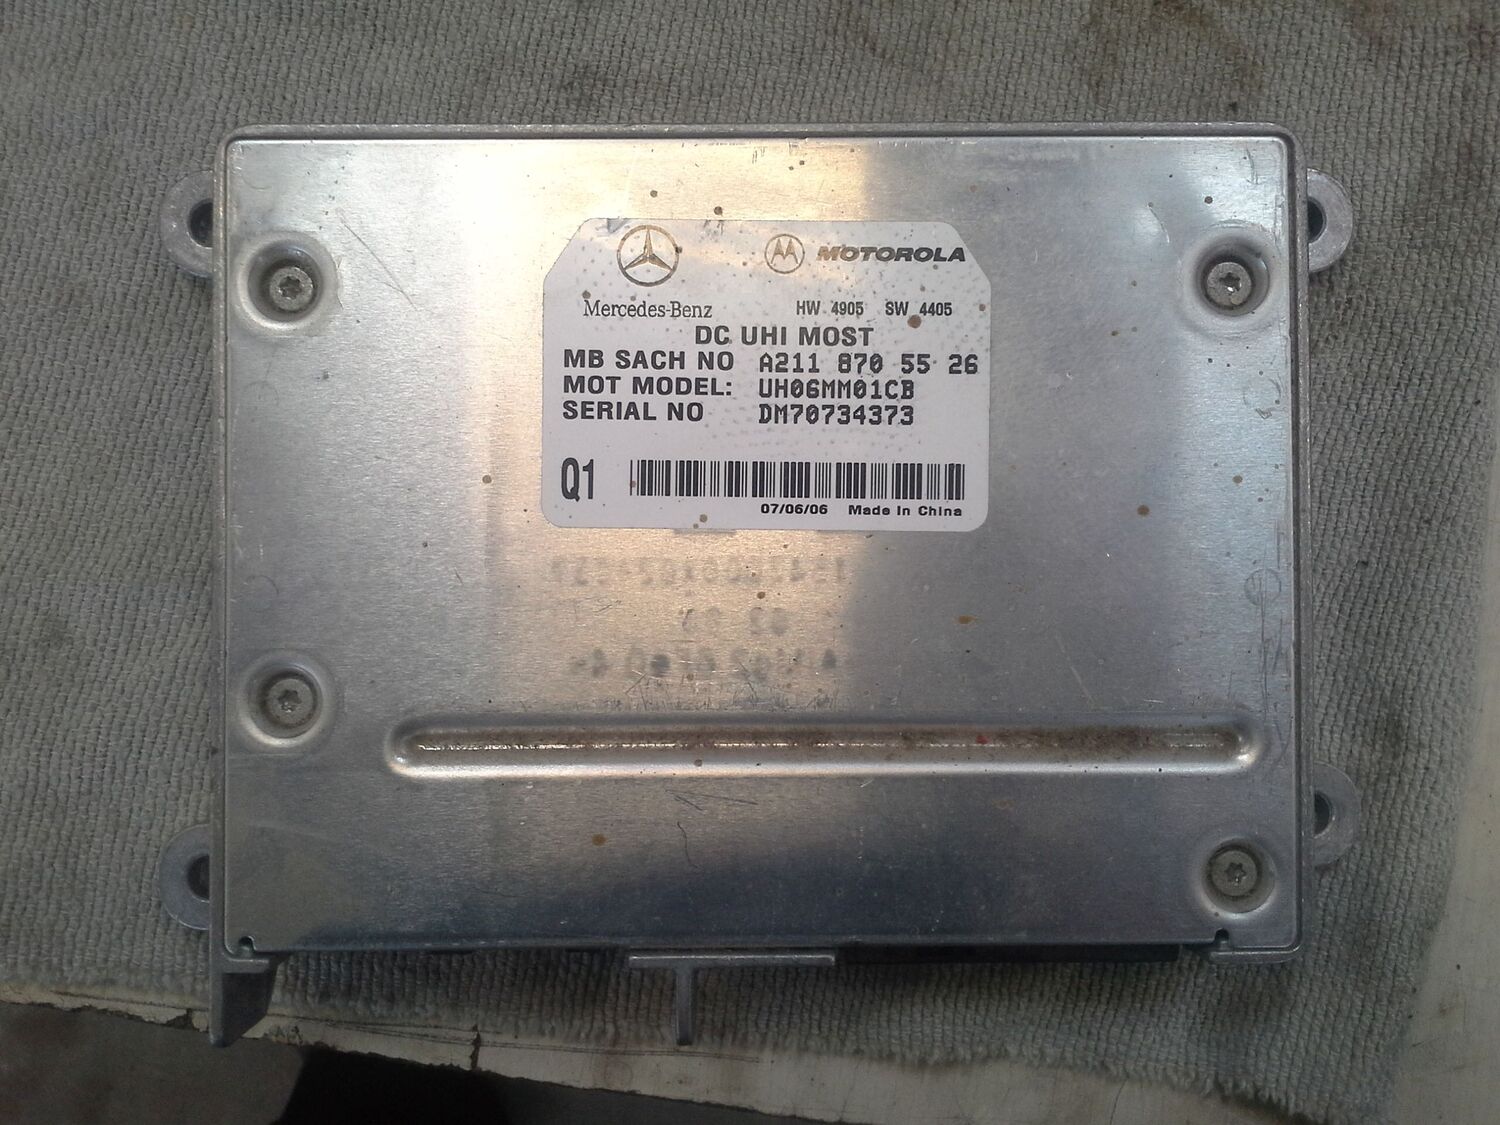 MOTOROLA
Mercedes-Benz HW 4905 SW 4405
DC UHI MOST
MB SACH NO A211 870 55 26
MOT MODEL: UH06MM01CB
SERIAL NO DM70734373
Q1
07/06/06 Made In China